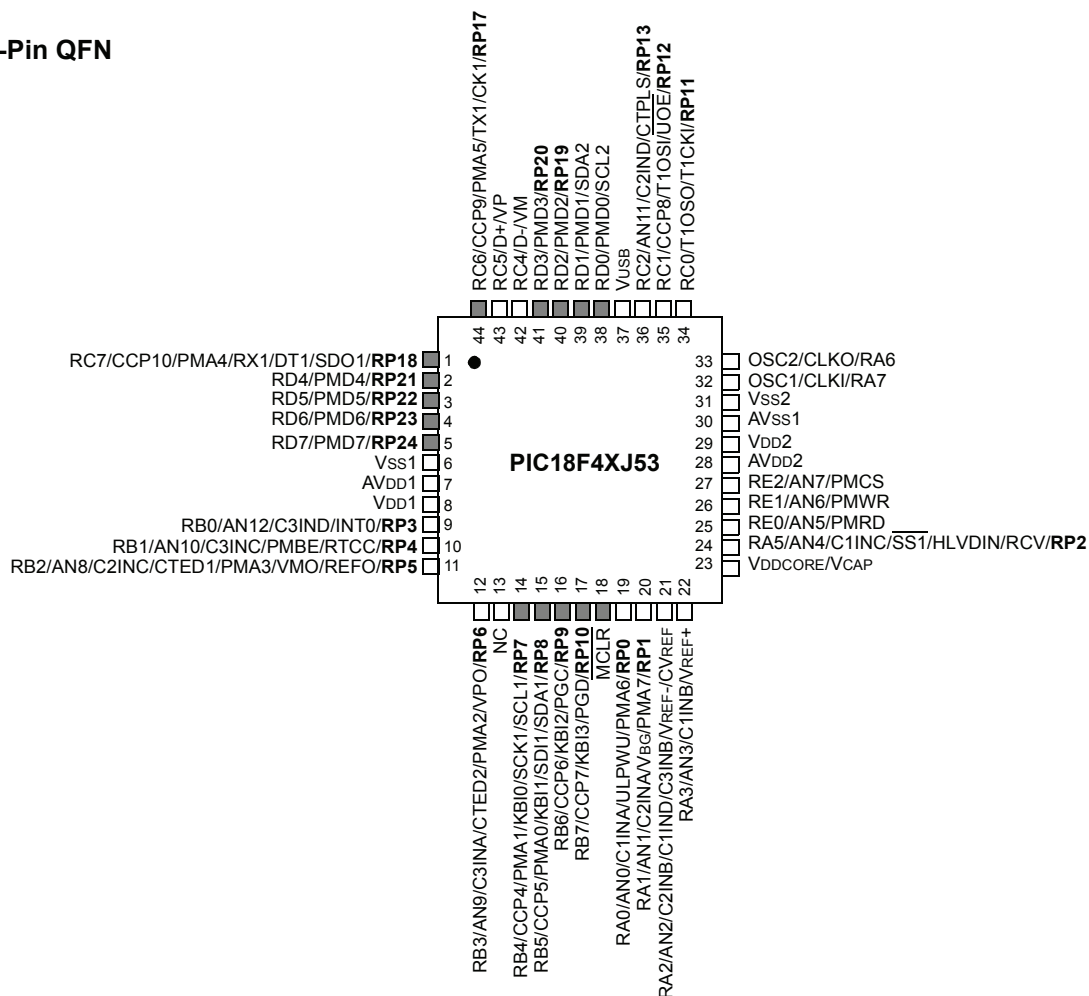 -Pin QFN
RC6/CCP9/PMA5/TX1/CK1/RP17
RC5/D+/VP
RC4/D-/VM
RD3/PMD3/RP20
RD2/PMD2/RP19
RD1/PMD1/SDA2
RD0/PMD0/SCL2
VUSB
RC2/AN11/C2IND/CTPLS/RP13
RC1/CCP8/T1OSI/UOE/RP12
RC0/T1OSO/T1CKI/RP11
44
43
42
41
40
39
38
37
36
35
34
RC7/CCP10/PMA4/RX1/DT1/SDO1/RP18 1
RD4/PMD4/RP21 2
RD5/PMD5/RP22 3
RD6/PMD6/RP23 4
RD7/PMD7/RP24 5
VSS1 6
AVDD1 7
VDD1 8
RB0/AN12/C3IND/INT0/RP3 9
RB1/AN10/C3INC/PMBE/RTCC/RP4 10
RB2/AN8/C2INC/CTED1/PMA3/VMO/REFO/RP5 11
PIC18F4XJ53
33 OSC2/CLKO/RA6
32 OSC1/CLKI/RA7
31 VSS2
30 AVSS1
29 VDD2
28 AVDD2
27 RE2/AN7/PMCS
26 RE1/AN6/PMWR
25 RE0/AN5/PMRD
24 RA5/AN4/C1INC/SS1/HLVDIN/RCV/RP2
23 VDDCORE/VCAP
12
13
14
15
16
17
18
19
20
21
22
RB3/AN9/C3INA/CTED2/PMA2/VPO/RP6
NC
RB4/CCP4/PMA1/KBI0/SCK1/SCL1/RP7
RB5/CCP5/PMA0/KBI1/SDI1/SDA1/RP8
RB6/CCP6/KBI2/PGC/RP9
RB7/CCP7/KBI3/PGD/RP10
MCLR
RA0/AN0/C1INA/ULPWU/PMA6/RP0
RA1/AN1/C2INA/VBG/PMA7/RP1
RA2/AN2/C2INB/C1IND/C3INB/VREF-/CVREF
RA3/AN3/C1INB/VREF+